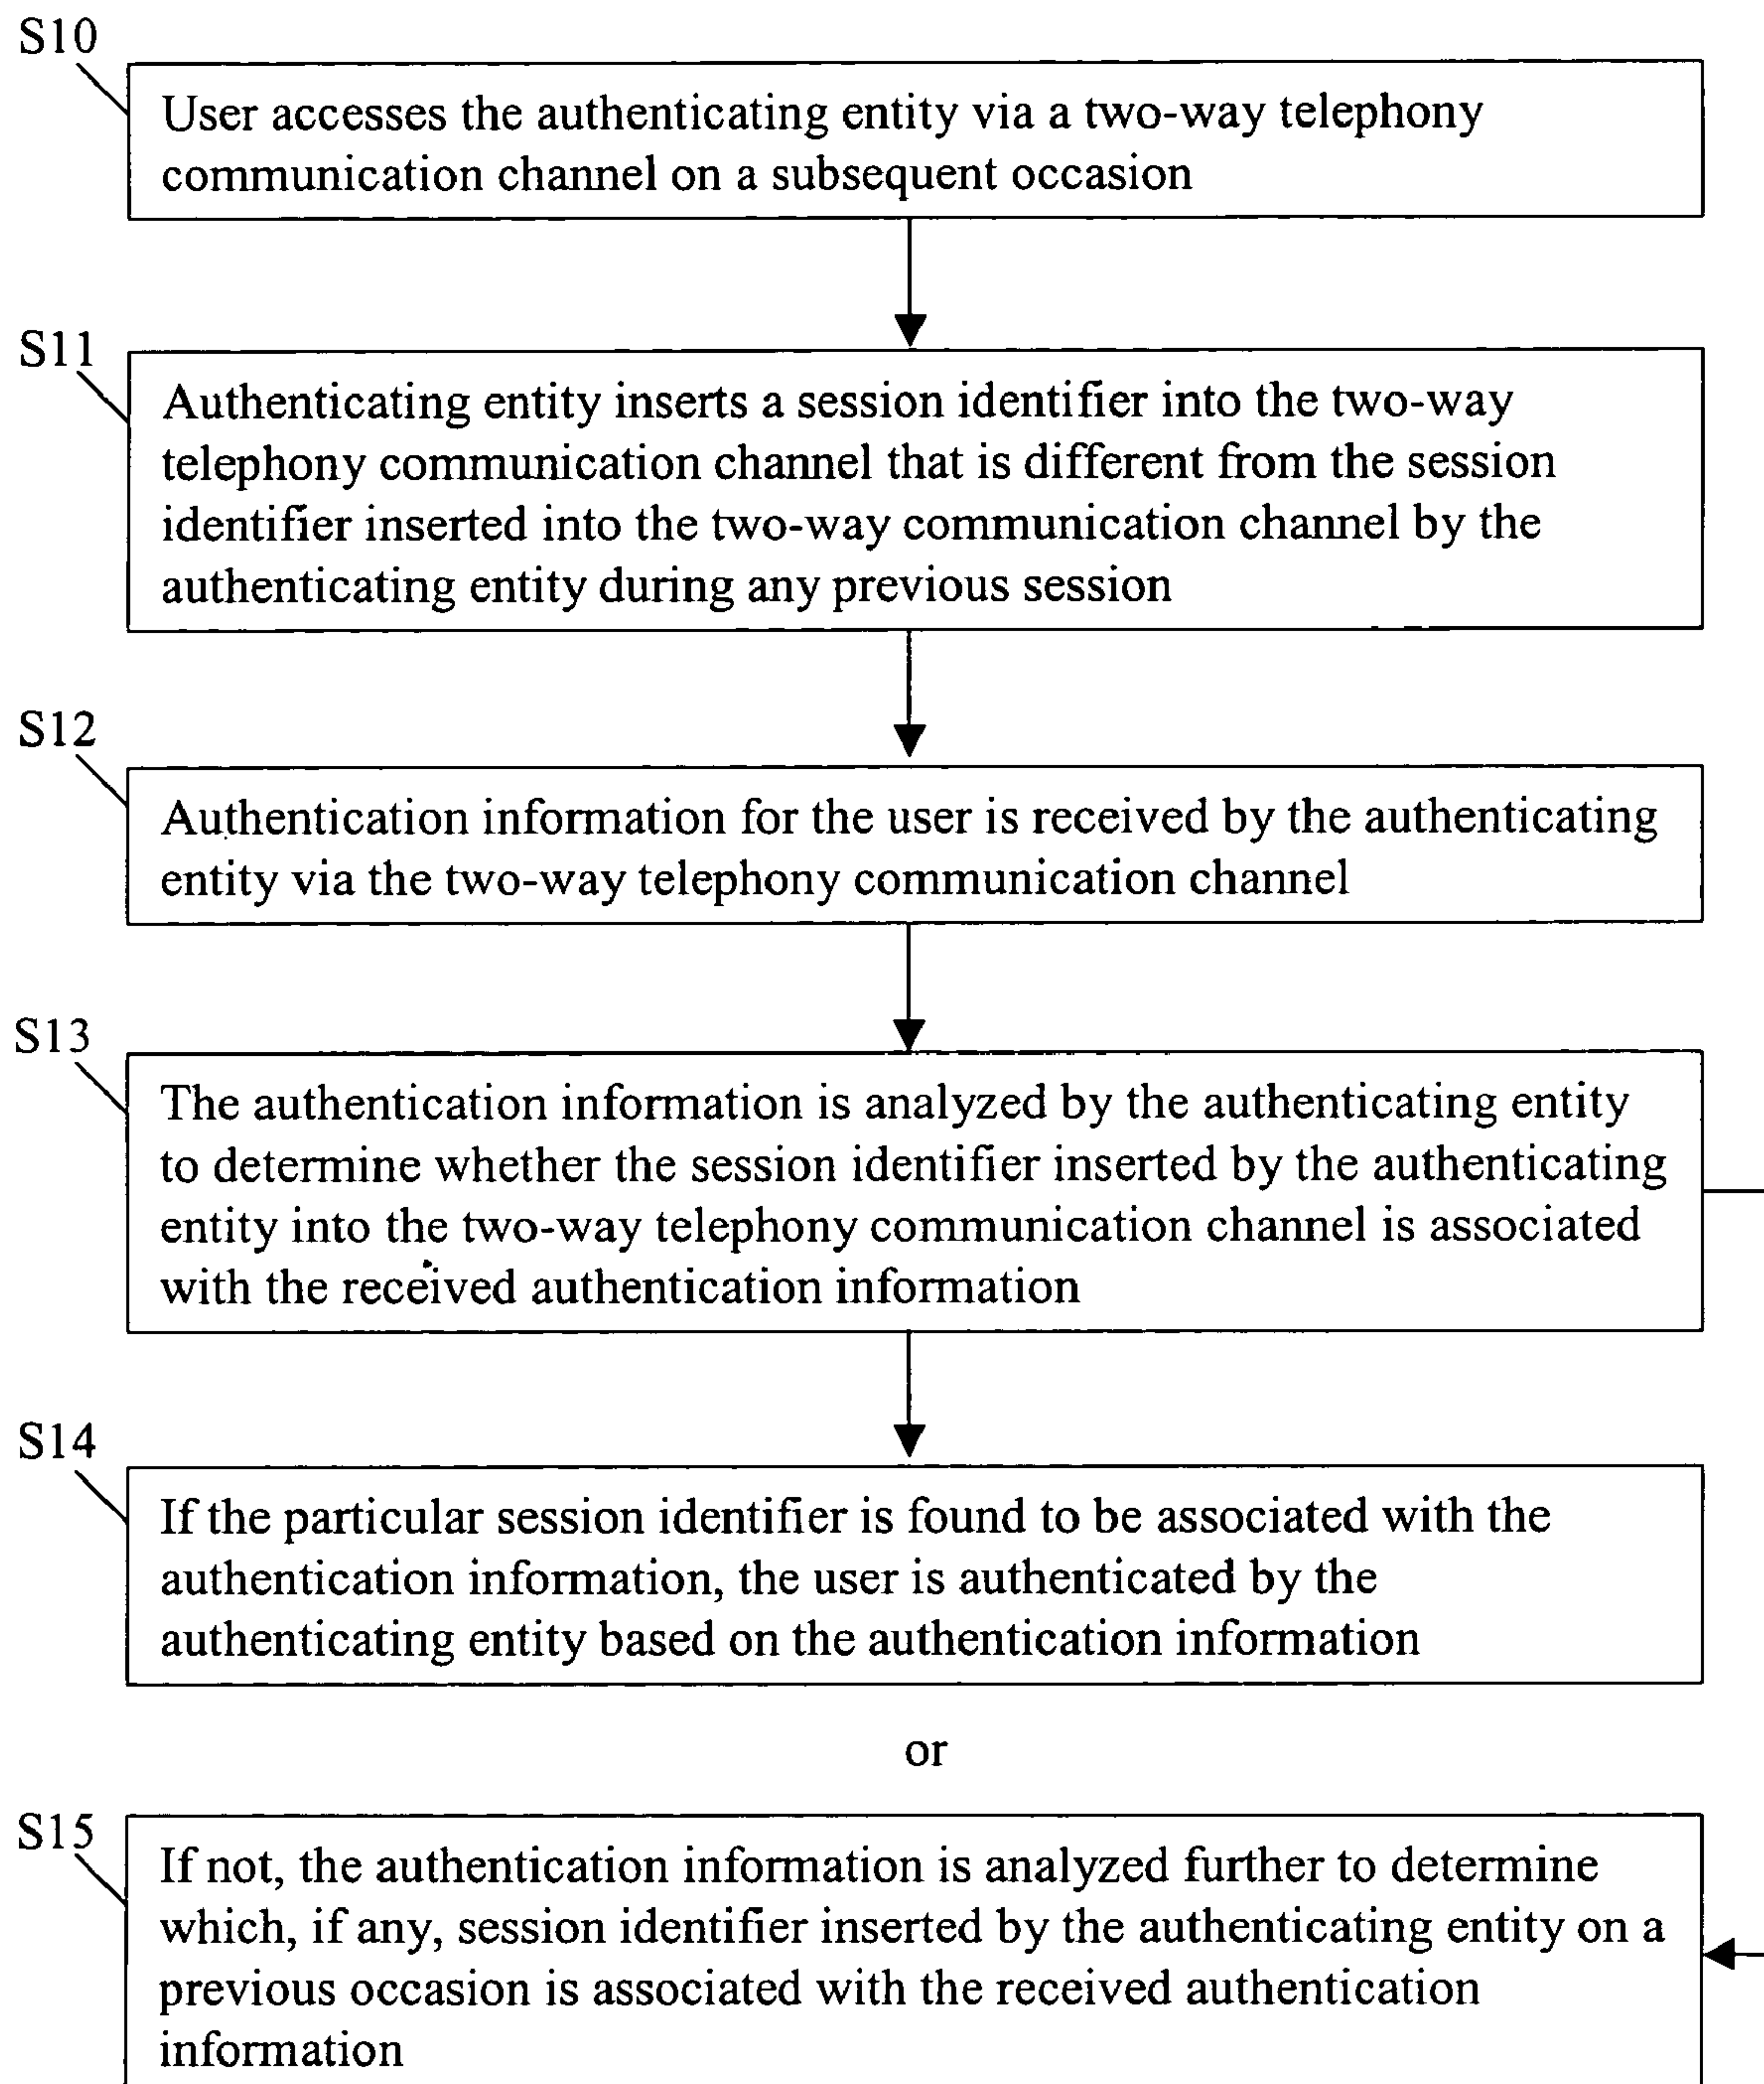 S10
User accesses the authenticating entity via a two-way telephony
communication channel on a subsequent occasion
S11
Authenticating entity inserts a session identifier into the two-way
telephony communication channel that is different from the session
identifier inserted into the two-way communication channel by the
authenticating entity during any previous session
S12
Authentication information for the user is received by the authenticating
entity via the two-way telephony communication channel
S13
The authentication information is analyzed by the authenticating entity
to determine whether the session identifier inserted by the authenticating
entity into the two-way telephony communication channel is associated
with the received authentication information
S14
If the particular session identifier is found to be associated with the
authentication information, the user is authenticated by the
authenticating entity based on the authentication information
or
S15
If not, the authentication information is analyzed further to determine
which, if any, session identifier inserted by the authenticating entity on a
previous occasion is associated with the received authentication
information